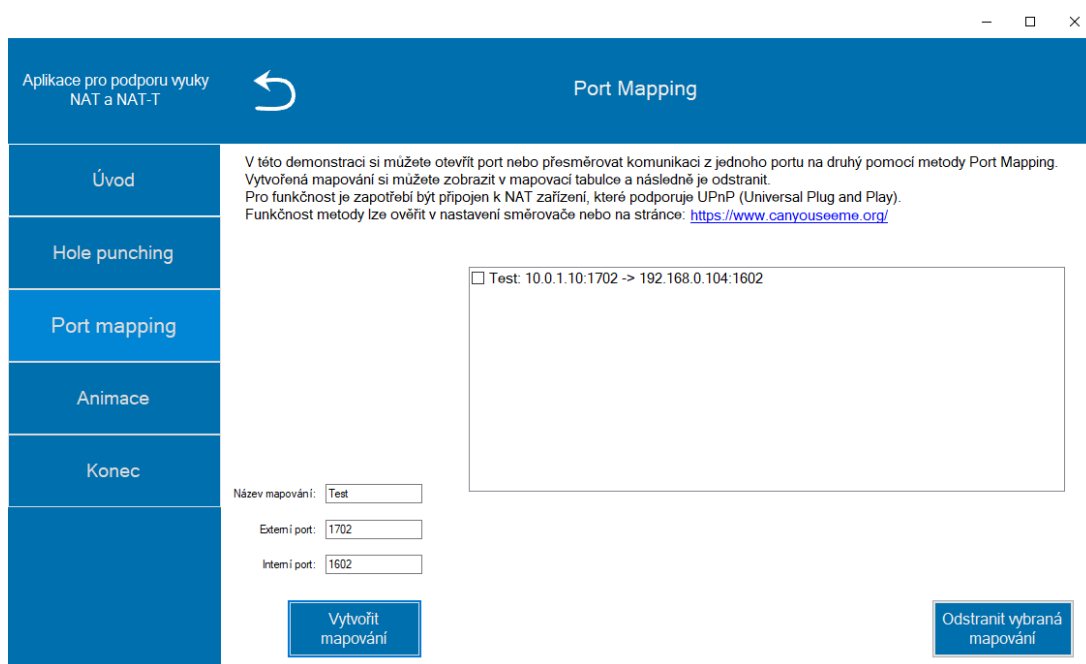 Aplikace pro podporu vyuky
NAT a NAT-T
Port Mapping
Úvod
Hole punching
Port mapping
Animace
Konec
V této demonstraci si můžete otevřít port nebo přesměrovat komunikaci z jednoho portu na druhý pomocí metody Port Mapping.
Vytvořená mapování si můžete zobrazit v mapovací tabulce a následně je odstranit.
Pro funkčnost je zapotřebí být připojen k NAT zařízení, které podporuje UPnP (Universal Plug and Play).
Funkčnost metody lze ověřit v nastavení směrovače nebo na stránce: https://www.canyouseeme.org/
Test: 10.0.1.10:1702 -> 192.168.0.104:1602
Název mapování: Test
Externí port: 1702
Interní port: 1602
Vytvořit
mapování
Odstranit vybraná
mapování